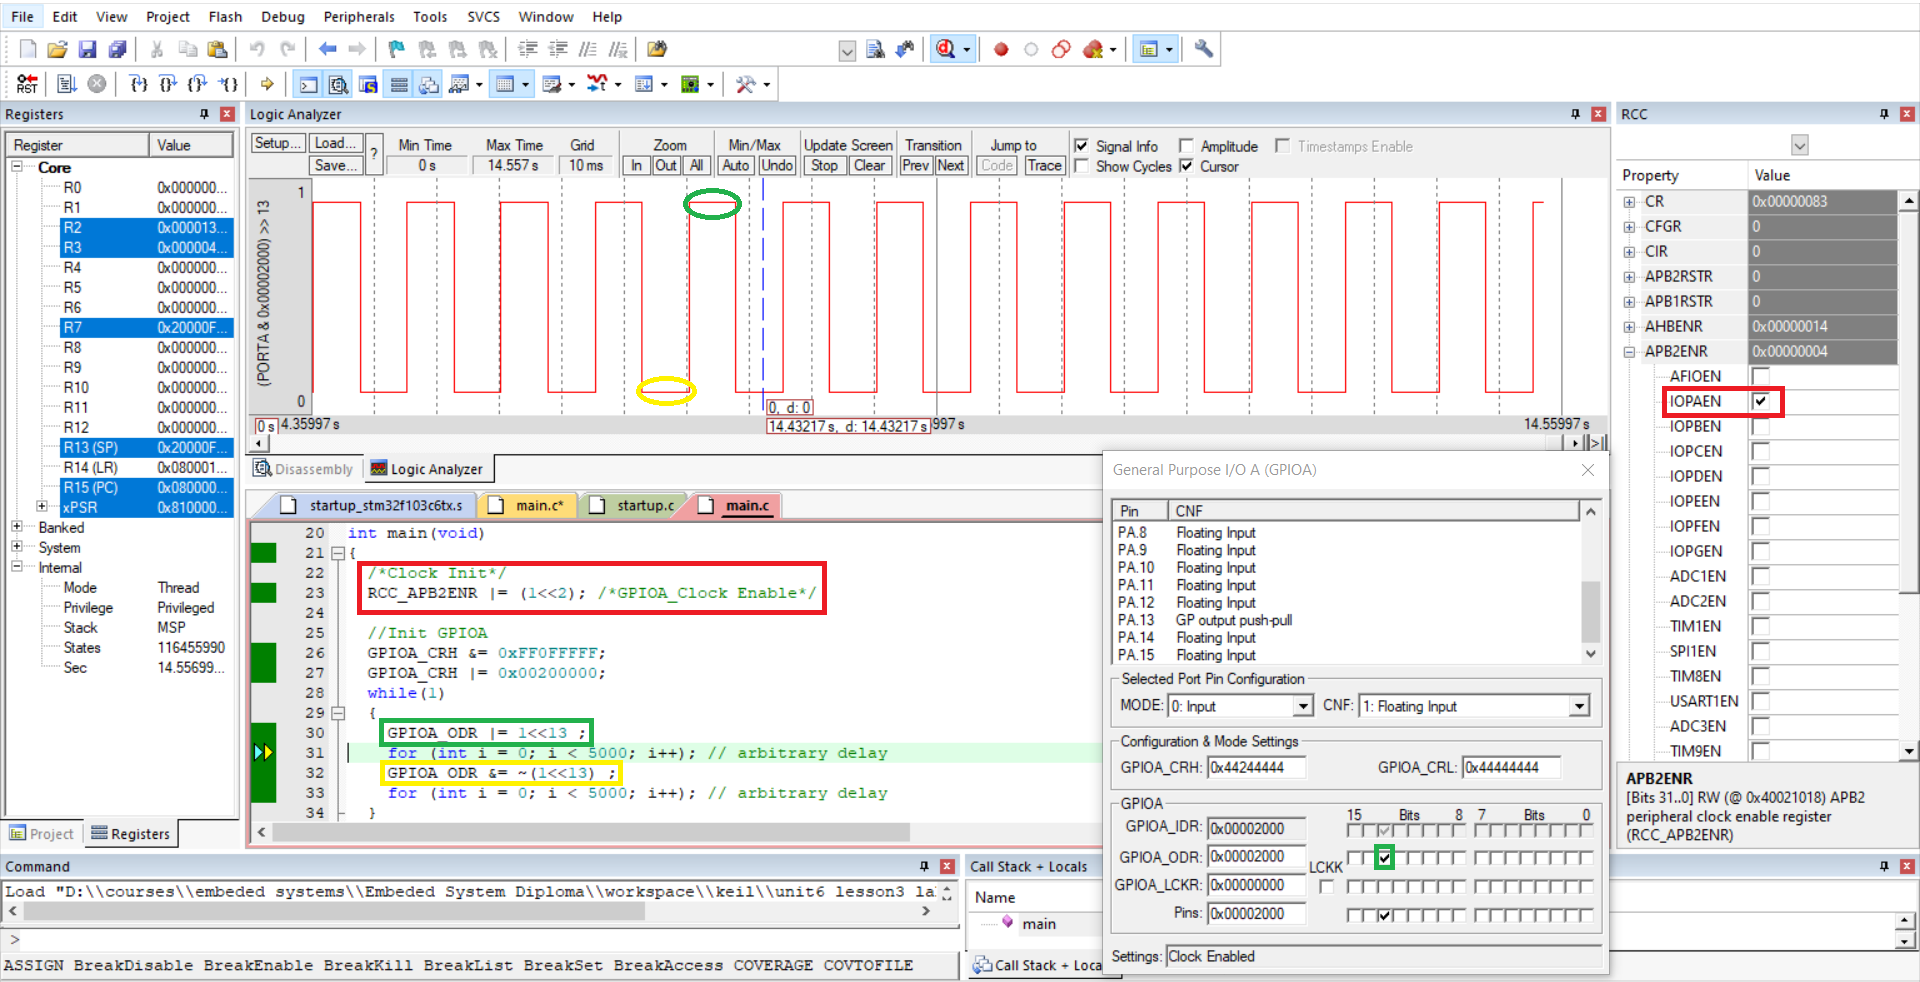 File Edit View Project Flash Debug Peripherals Tools SVCS Window Help
RST
Registers
Register Value
Core
R0 0x000000...
R1 0x000000...
R2 0x000013...
R3 0x000004...
R4 0x000000...
R5 0x000000...
R6 0x000000...
R7 0x20000F...
R8 0x000000...
R9 0x000000...
R10 0x000000...
R11 0x000000...
R12 0x000000...
R13 (SP) 0x20000F...
R14 (LR) 0x080001...
R15 (PC) 0x080000...
xPSR 0x810000...
Banked
System
Internal
Mode Thread
Privilege Privileged
Stack MSP
States 116455990
Sec 14.55699...
Project Registers
Logic Analyzer
Setup... Load... ? Min Time Max Time Grid Zoom Min/Max Update Screen Transition Jump to Signal Info Amplitude Timestamps Enable
Save... 0 s 14.557 s 10 ms In Out All Auto Undo Stop Clear Prev Next Code Trace Show Cycles Cursor
1
(PORTA & 0x00002000) >> 13
0
0, d: 0
0 s 4.35997 s 14.43217 s, d: 14.43217 s 997 s 14.55997 s
Disassembly Logic Analyzer
startup_stm32f103c6tx.s main.c* startup.c main.c
20 int main(void)
21 {
22 /*Clock Init*/
23 RCC_APB2ENR |= (1<<2); /*GPIOA_Clock Enable*/
24
25 //Init GPIOA
26 GPIOA_CRH &= 0xFF0FFFFF;
27 GPIOA_CRH |= 0x00200000;
28 while(1)
29 {
30 GPIOA_ODR |= 1<<13 ;
31 for (int i = 0; i < 5000; i++); // arbitrary delay
32 GPIOA_ODR &= ~(1<<13) ;
33 for (int i = 0; i < 5000; i++); // arbitrary delay
34 }
RCC
Property Value
CR 0x00000083
CFGR 0
CIR 0
APB2RSTR 0
APB1RSTR 0
AHBENR 0x00000014
APB2ENR 0x00000004
AFIOEN
IOPAEN
IOPBEN
IOPCEN
IOPDEN
IOPEEN
IOPFEN
IOPGEN
ADC1EN
ADC2EN
TIM1EN
SPI1EN
TIM8EN
USART1EN
ADC3EN
TIM9EN
APB2ENR
[Bits 31..0] RW (@ 0x40021018) APB2
peripheral clock enable register
(RCC_APB2ENR)
General Purpose I/O A (GPIOA)
Pin CNF
PA.8 Floating Input
PA.9 Floating Input
PA.10 Floating Input
PA.11 Floating Input
PA.12 Floating Input
PA.13 GP output push-pull
PA.14 Floating Input
PA.15 Floating Input
Selected Port Pin Configuration
MODE: 0: Input CNF: 1: Floating Input
Configuration & Mode Settings
GPIOA_CRH: 0x44244444 GPIOA_CRL: 0x44444444
GPIOA
15 Bits 8 7 Bits 0
GPIOA_IDR: 0x00002000
GPIOA_ODR: 0x00002000
LCKK
GPIOA_LCKR: 0x00000000
Pins: 0x00002000
Settings: Clock Enabled
Command
Load "D:\\courses\\embeded systems\\Embeded System Diploma\\workspace\\keil\\unit6 lesson3 la
>
ASSIGN BreakDisable BreakEnable BreakKill BreakList BreakSet BreakAccess COVERAGE COVTOFILE
Call Stack + Locals
Name
main
Call Stack + Loca